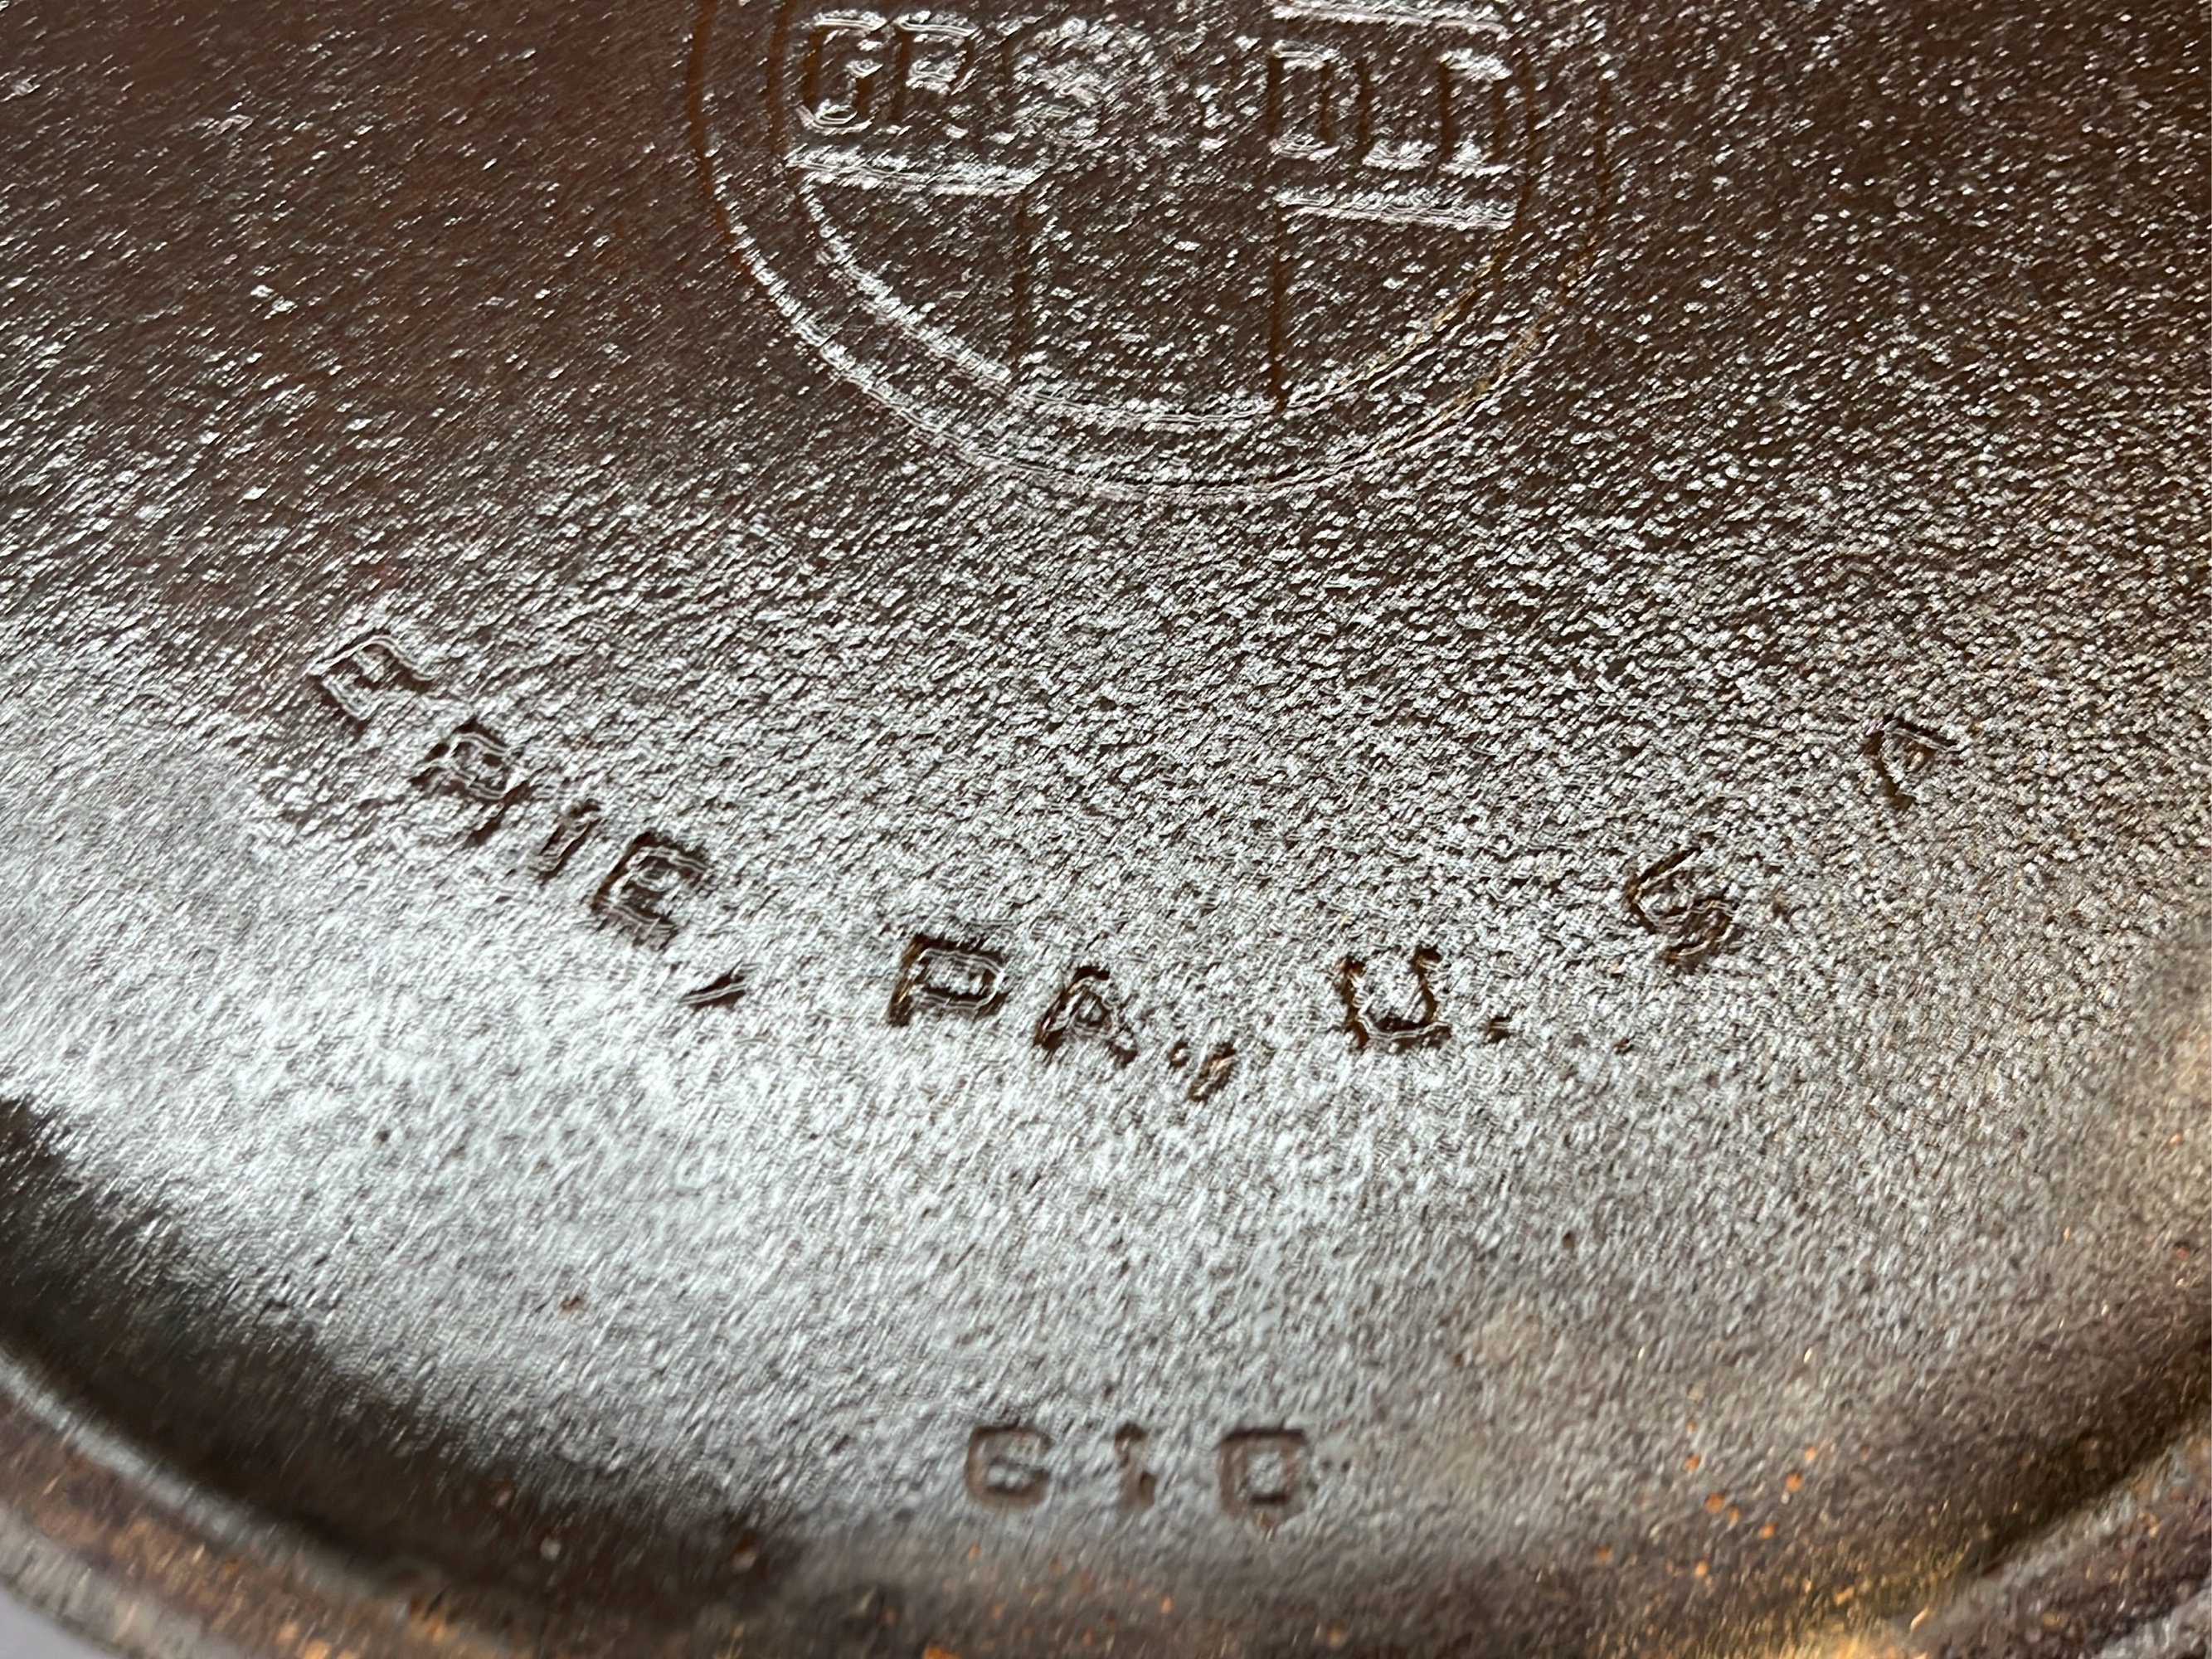 GRISWOLD
ERIE, PA., U. S. A
610